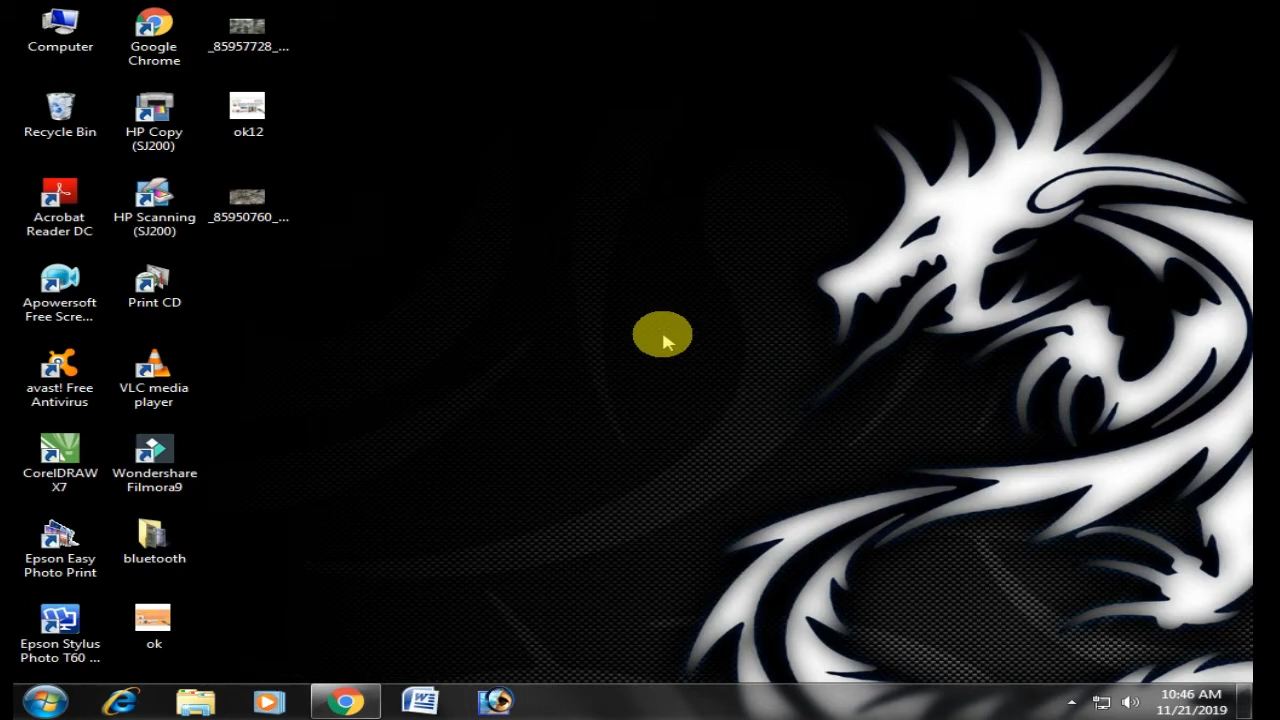 Computer
Google
Chrome
_85957728_...
Recycle Bin
HP Copy
(SJ200)
ok12
Acrobat
Reader DC
HP Scanning
(SJ200)
_85950760_...
Apowersoft
Free Scre...
Print CD
avast! Free
Antivirus
VLC media
player
CorelDRAW
X7
Wondershare
Filmora9
Epson Easy
Photo Print
bluetooth
Epson Stylus
Photo T60 ...
ok
10:46 AM
11/21/2019